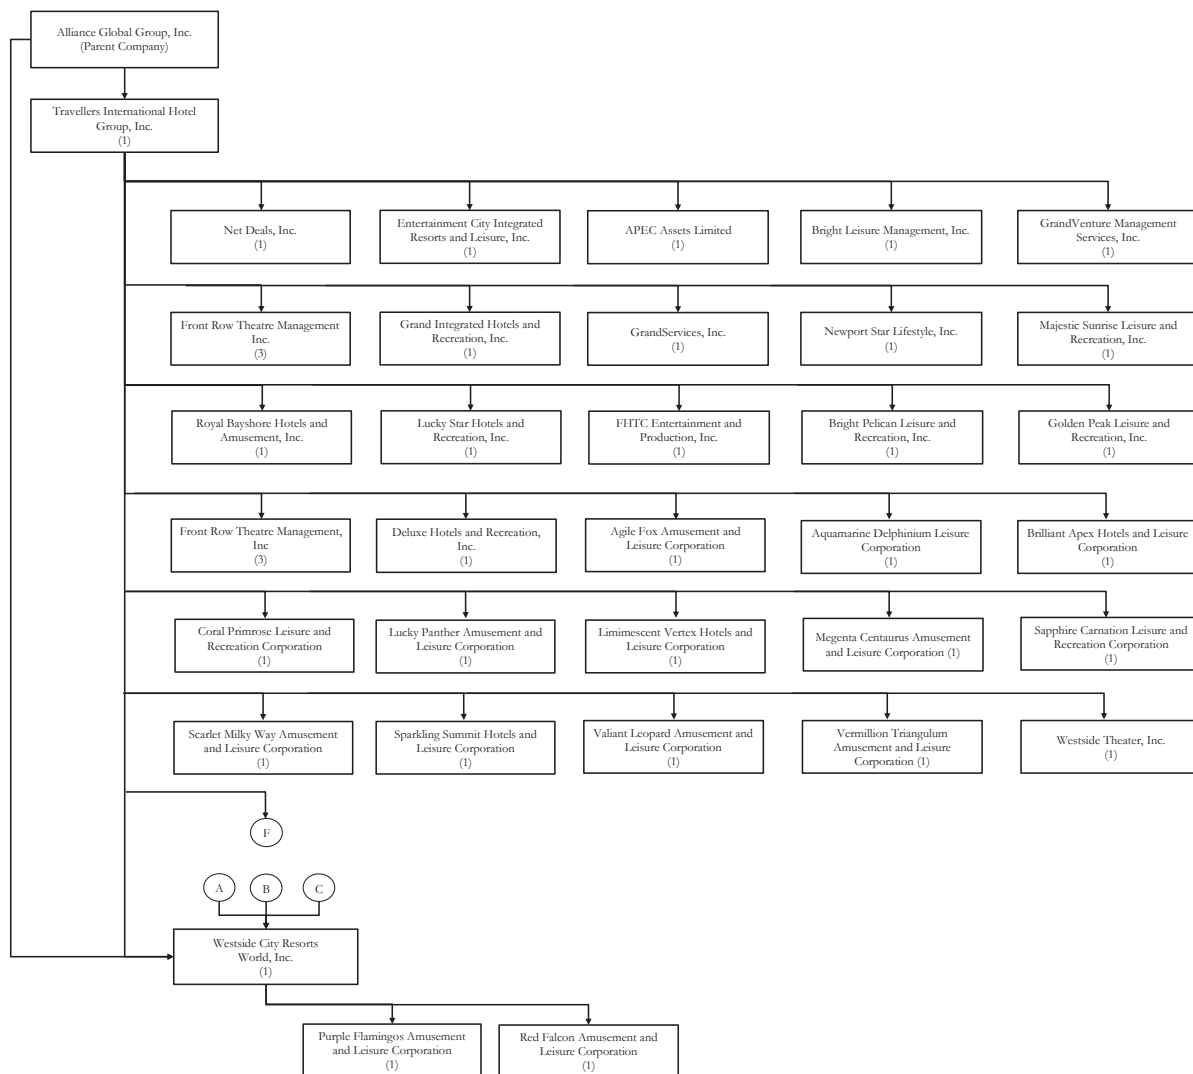 Alliance Global Group, Inc.
(Parent Company)
Travellers International Hotel
Group, Inc.
(1)
Net Deals, Inc.
(1)
Entertainment City Integrated
Resorts and Leisure, Inc.
(1)
APEC Assets Limited
(1)
Bright Leisure Management, Inc.
(1)
GrandVenture Management
Services, Inc.
(1)
Front Row Theatre Management
Inc.
(3)
Grand Integrated Hotels and
Recreation, Inc.
(1)
GrandServices, Inc.
(1)
Newport Star Lifestyle, Inc.
(1)
Majestic Sunrise Leisure and
Recreation, Inc.
(1)
Royal Bayshore Hotels and
Amusement, Inc.
(1)
Lucky Star Hotels and
Recreation, Inc.
(1)
FHTC Entertainment and
Production, Inc.
(1)
Bright Pelican Leisure and
Recreation, Inc.
(1)
Golden Peak Leisure and
Recreation, Inc.
(1)
Front Row Theatre Management,
Inc
(3)
Deluxe Hotels and Recreation,
Inc.
(1)
Agile Fox Amusement and
Leisure Corporation
(1)
Aquamarine Delphinium Leisure
Corporation
(1)
Brilliant Apex Hotels and Leisure
Corporation
(1)
Coral Primrose Leisure and
Recreation Corporation
(1)
Lucky Panther Amusement and
Leisure Corporation
(1)
Limimescent Vertex Hotels and
Leisure Corporation
(1)
Megenta Centaurus Amusement
and Leisure Corporation (1)
Sapphire Carnation Leisure and
Recreation Corporation
(1)
Scarlet Milky Way Amusement
and Leisure Corporation
(1)
Sparkling Summit Hotels and
Leisure Corporation
(1)
Valiant Leopard Amusement and
Leisure Corporation
(1)
Vermillion Triangulum
Amusement and Leisure
Corporation (1)
Westside Theater, Inc.
(1)
F
A
B
C
Westside City Resorts
World, Inc.
(1)
Purple Flamingos Amusement
and Leisure Corporation
(1)
Red Falcon Amusement and
Leisure Corporation
(1)